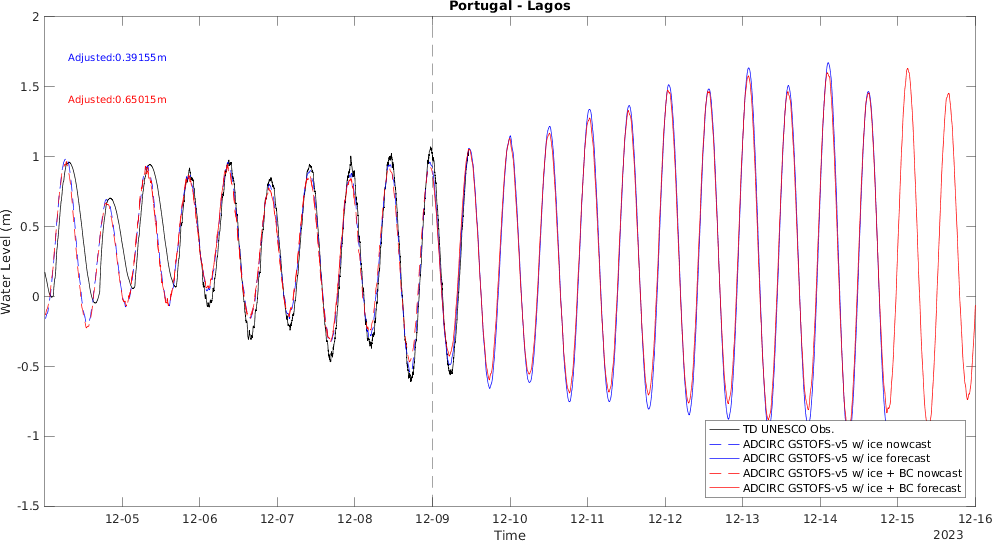 Portugal - Lagos
Adjusted:0.39155m
Adjusted:0.65015m
Water Level (m)
2
1.5
1
0.5
0
-0.5
-1
-1.5
TD UNESCO Obs.
ADCIRC GSTOFS-v5 w/ ice nowcast
ADCIRC GSTOFS-v5 w/ ice forecast
ADCIRC GSTOFS-v5 w/ ice + BC nowcast
ADCIRC GSTOFS-v5 w/ ice + BC forecast
12-05 12-06 12-07 12-08 12-09 12-10 12-11 12-12 12-13 12-14 12-15 12-16
Time
2023